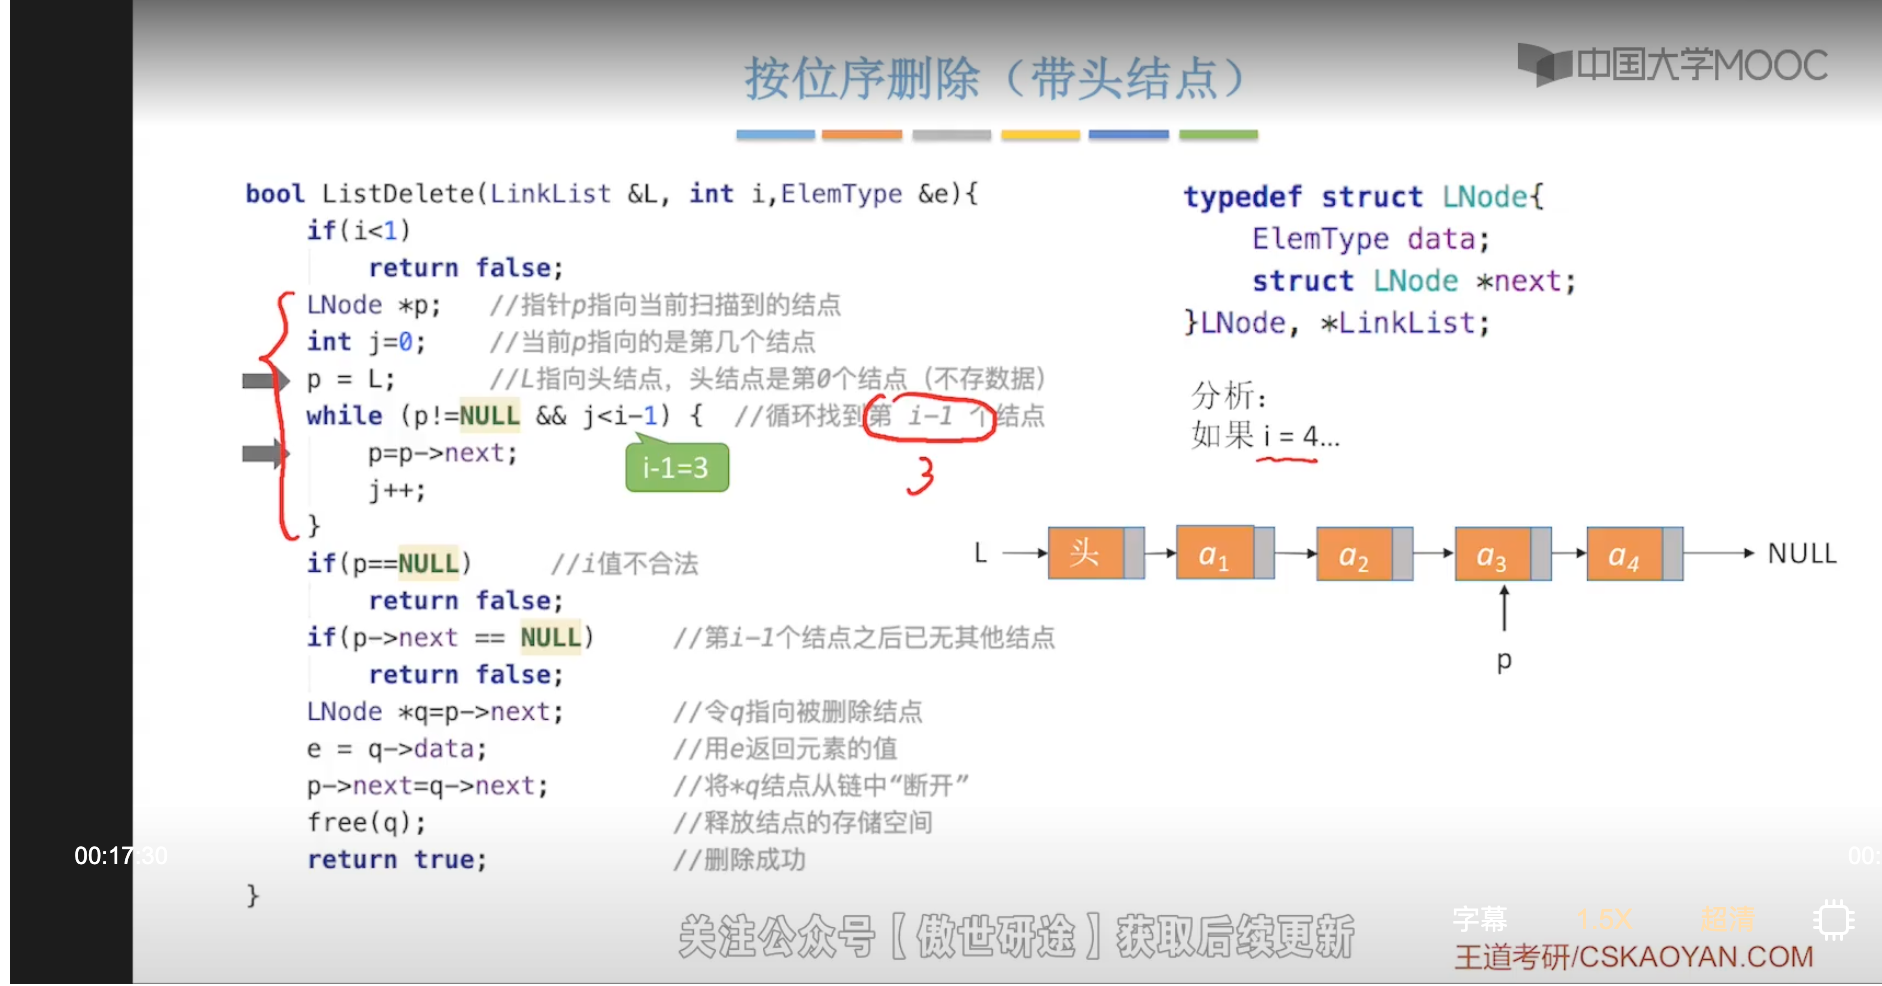 中国大学MOOC
按位序删除（带头结点）
bool ListDelete(LinkList &L, int i,ElemType &e){
if(i<1)
return false;
LNode *p; //指针p指向当前扫描到的结点
int j=0; //当前p指向的是第几个结点
p = L; //L指向头结点，头结点是第0个结点（不存数据）
while (p!=NULL && j<i-1) { //循环找到第 i-1 个结点
p=p->next;
i-1=3
3
j++;
}
if(p==NULL) //i值不合法
return false;
if(p->next == NULL) //第i-1个结点之后已无其他结点
return false;
LNode *q=p->next; //令q指向被删除结点
e = q->data; //用e返回元素的值
p->next=q->next; //将*q结点从链中“断开”
free(q); //释放结点的存储空间
return true; //删除成功
}
typedef struct LNode{
ElemType data;
struct LNode *next;
}LNode, *LinkList;
分析：
如果 i = 4...
L 头 a1 a2 a3 a4 NULL
p
00:17:30
00:
关注公众号【傲世研途】获取后续更新
字幕 1.5X 超清
王道考研/CSKAOYAN.COM